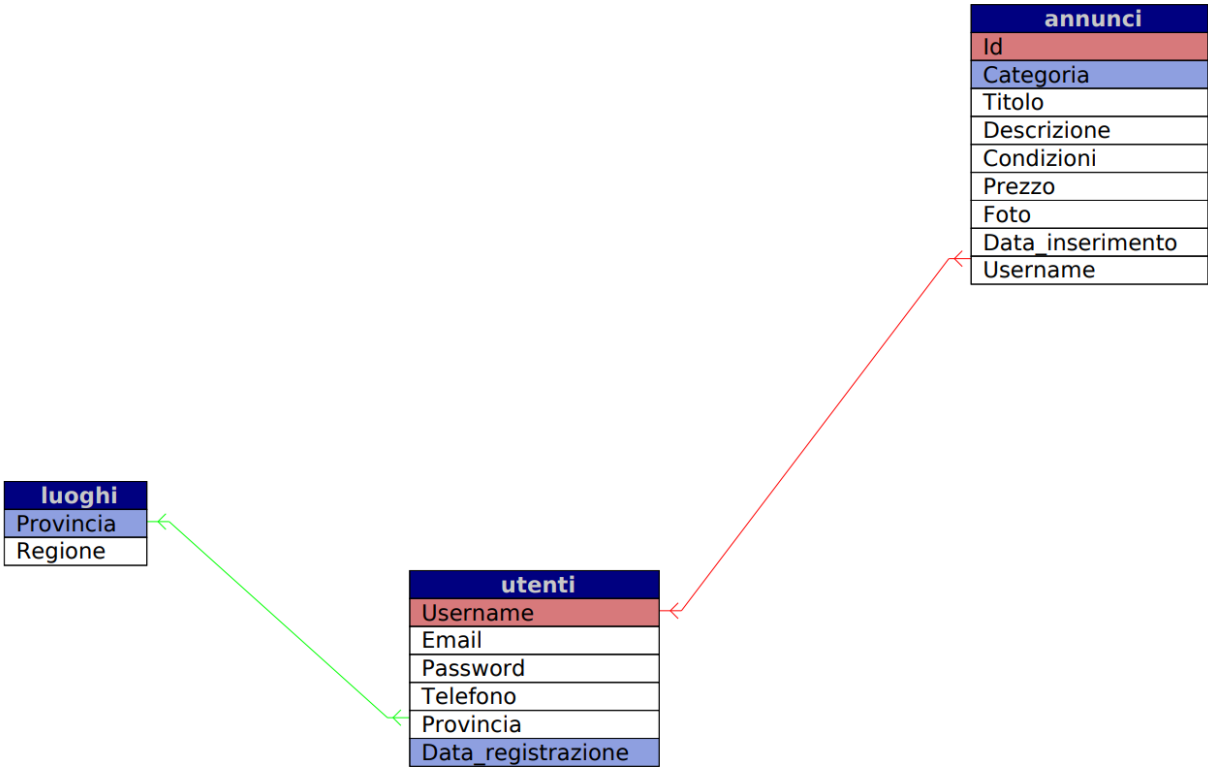 annunci
Id
Categoria
Titolo
Descrizione
Condizioni
Prezzo
Foto
Data_inserimento
Username
luoghi
Provincia
Regione
utenti
Username
Email
Password
Telefono
Provincia
Data_registrazione